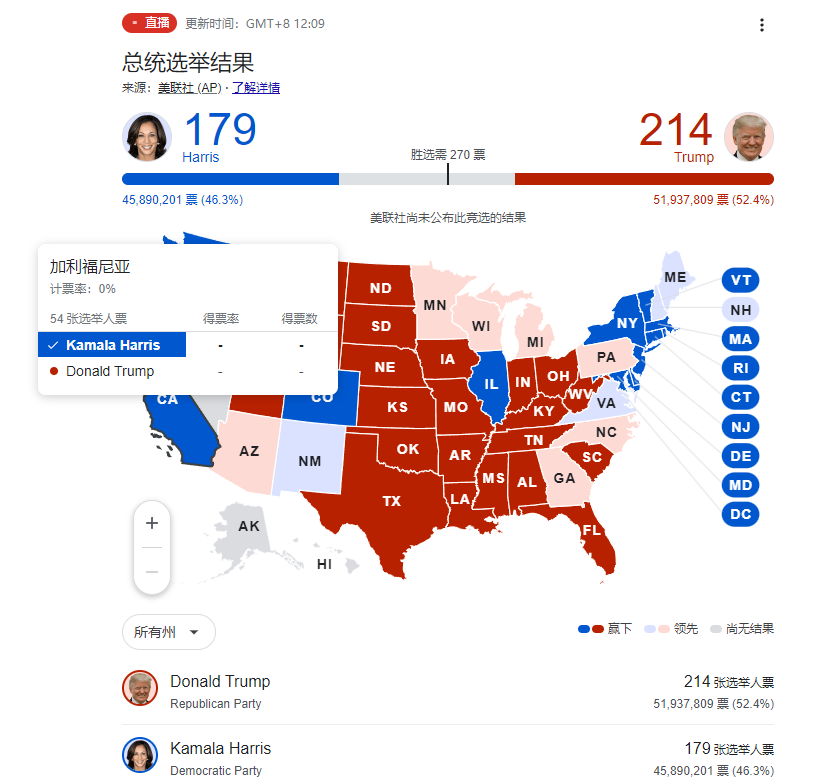 直播 更新时间：GMT+8 12:09
总统选举结果
来源：美联社 (AP) · 了解详情
179 214
Harris 胜选需 270 票 Trump
45,890,201 票 (46.3%) 51,937,809 票 (52.4%)
美联社尚未公布此竞选的结果
加利福尼亚
计票率：0%
54 张选举人票 得票率 得票数
Kamala Harris - -
Donald Trump - -
ME
VT
ND
MN
NH
SD
WI
NY
MA
MI
IA
PA
RI
NE
OH
IL
IN
CA
CO
WV
VA
CT
KS
MO
KY
NJ
NC
TN
AZ
OK
AR
SC
DE
NM
MS
AL
GA
MD
TX
LA
DC
AK
FL
HI
+
−
所有州 赢下 领先 尚无结果
Donald Trump 214 张选举人票
Republican Party 51,937,809 票 (52.4%)
Kamala Harris 179 张选举人票
Democratic Party 45,890,201 票 (46.3%)